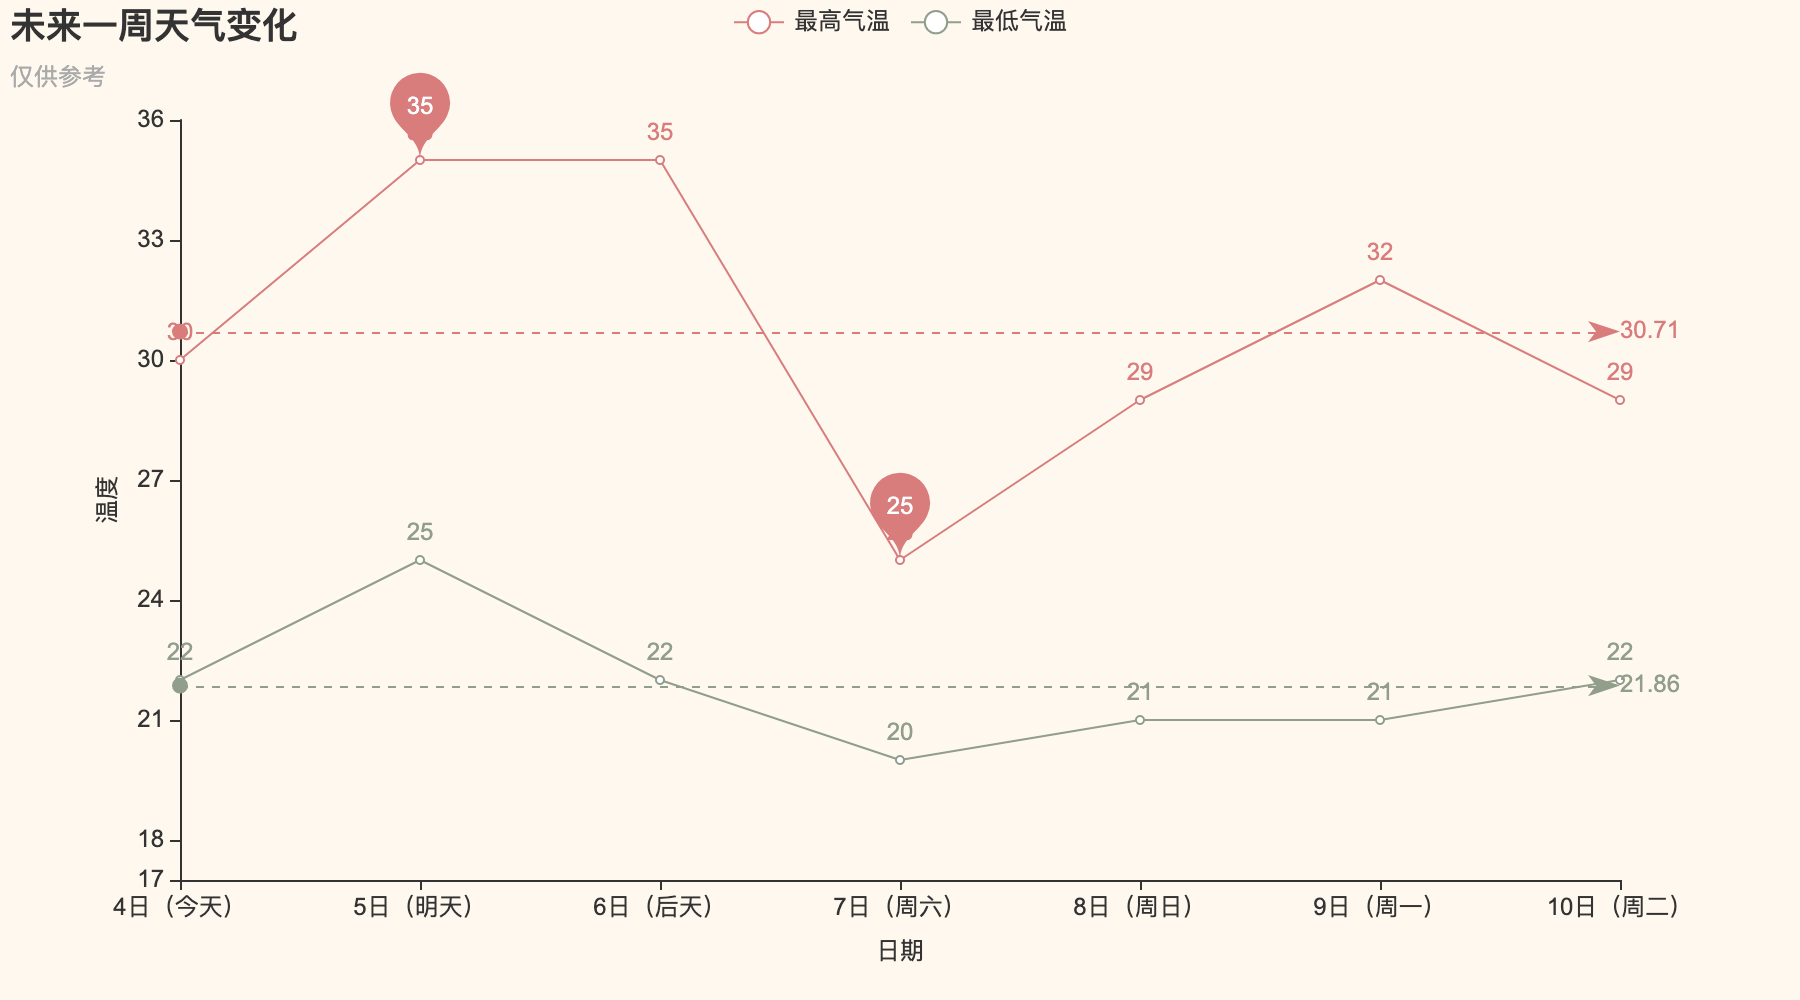 未来一周天气变化
仅供参考
最高气温
最低气温
温度
36
33
30
27
24
21
18
17
30
35
35
25
29
32
29
30.71
22
25
22
20
21
21
22
21.86
4日（今天）
5日（明天）
6日（后天）
7日（周六）
8日（周日）
9日（周一）
10日（周二）
日期